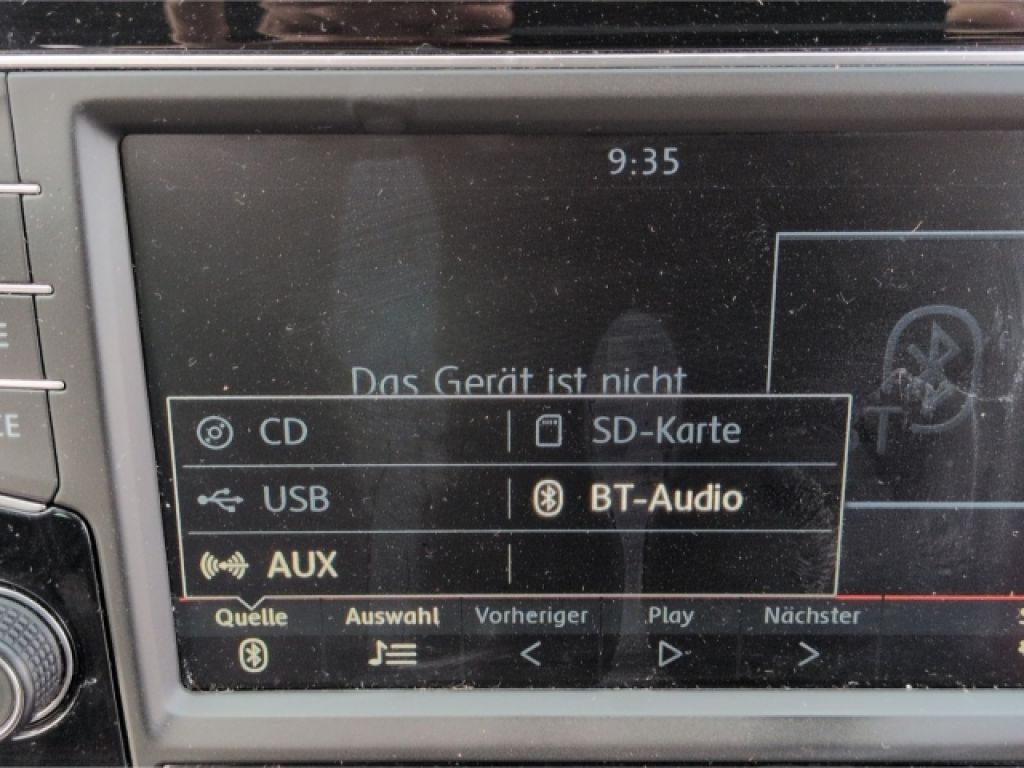 9:35
Das Gerät ist nicht
CD
SD-Karte
USB
BT-Audio
AUX
Quelle
Auswahl
Vorheriger
Play
Nächster